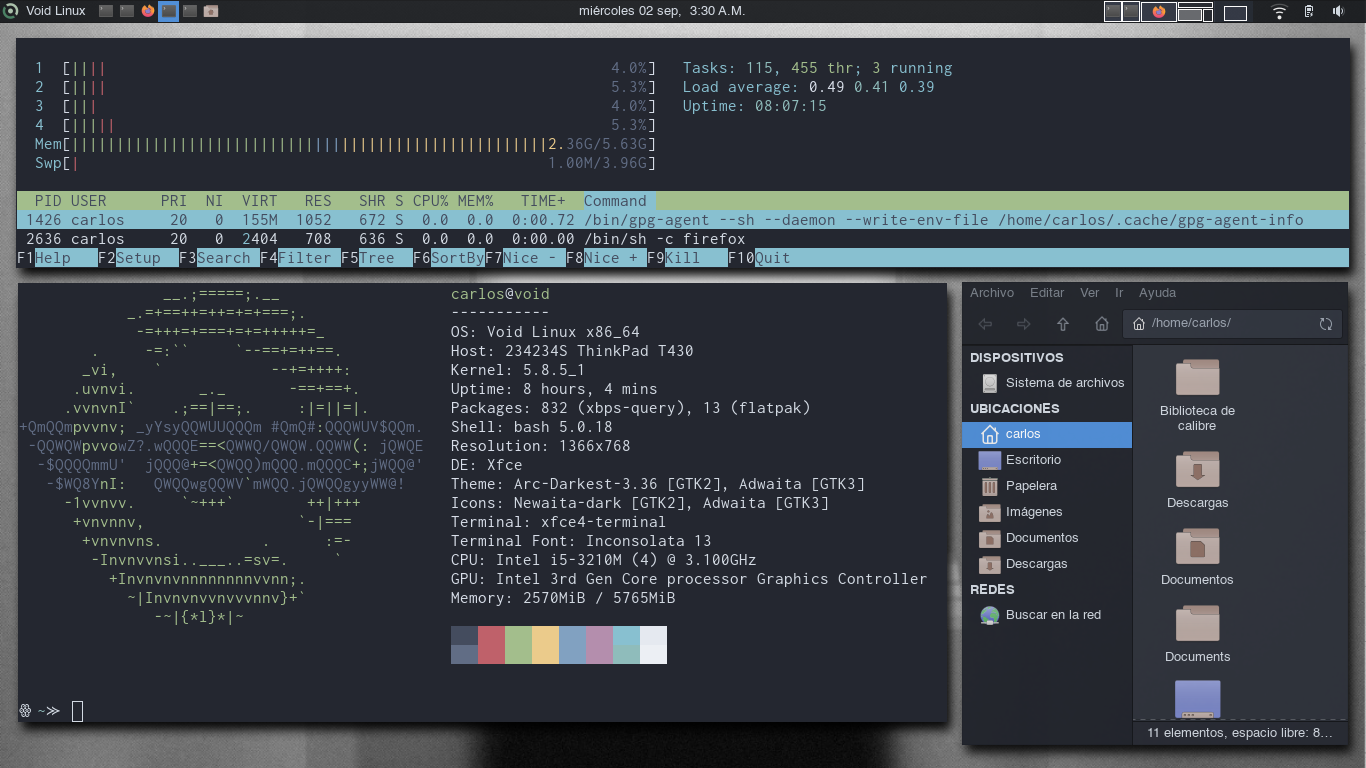 Void Linux
miércoles 02 sep,  3:30 A.M.
1  [||||                                                        4.0%]
2  [||||                                                        5.3%]
3  [|||                                                         4.0%]
4  [|||||                                                       5.3%]
Mem[|||||||||||||||||||||||||||||||||||||||||||||||||||||2.36G/5.63G]
Swp[|                                                    1.00M/3.96G]
Tasks: 115, 455 thr; 3 running
Load average: 0.49 0.41 0.39
Uptime: 08:07:15
PID USER      PRI  NI  VIRT   RES   SHR S CPU% MEM%   TIME+  Command
1426 carlos     20   0  155M  1052   672 S  0.0  0.0  0:00.72 /bin/gpg-agent --sh --daemon --write-env-file /home/carlos/.cache/gpg-agent-info
2636 carlos     20   0  2404   708   636 S  0.0  0.0  0:00.00 /bin/sh -c firefox
F1Help   F2Setup  F3Search F4Filter F5Tree   F6SortBy F7Nice - F8Nice + F9Kill   F10Quit
                __.;=====;.__
            _.=+==++=++=+=+===;.
             -=+++=+===+=+=+++++=_
        .     -=:``     `--==+=++==.
       _vi,    `            --+=++++:
      .uvnvi.       _._       -==+==+.
     .vvnvnI`    .;==|==;.     :|=||=|.
+QmQQmpvvnv; _yYsyQQWUUQQQm #QmQ#:QQQWUV$QQm.
 -QQWQWpvvowZ?.wQQQE==<QWWQ/QWQW.QQWW(: jQWQE
  -$QQQQmmU'  jQQQ@+=<QWQQ)mQQQ.mQQQC+;jWQQ@'
   -$WQ8YnI:   QWQQwgQQWV`mWQQ.jQWQQgyyWW@!
     -1vvnvv.     `~+++`        ++|+++
      +vnvnnv,                 `-|===
       +vnvnvns.           .      :=-
        -Invnvvnsi..___..=sv=.     `
          +Invnvnvnnnnnnnnvvnn;.
            ~|Invnvnvvnvvvnnv}+`
               -~|{*l}*|~
carlos@void
-----------
OS: Void Linux x86_64
Host: 234234S ThinkPad T430
Kernel: 5.8.5_1
Uptime: 8 hours, 4 mins
Packages: 832 (xbps-query), 13 (flatpak)
Shell: bash 5.0.18
Resolution: 1366x768
DE: Xfce
Theme: Arc-Darkest-3.36 [GTK2], Adwaita [GTK3]
Icons: Newaita-dark [GTK2], Adwaita [GTK3]
Terminal: xfce4-terminal
Terminal Font: Inconsolata 13
CPU: Intel i5-3210M (4) @ 3.100GHz
GPU: Intel 3rd Gen Core processor Graphics Controller
Memory: 2570MiB / 5765MiB
~≫
Archivo Editar Ver Ir Ayuda
/home/carlos/
DISPOSITIVOS
Sistema de archivos
UBICACIONES
carlos
Escritorio
Papelera
Imágenes
Documentos
Descargas
REDES
Buscar en la red
Biblioteca de
calibre
Descargas
Documentos
Documents
11 elementos, espacio libre: 8…